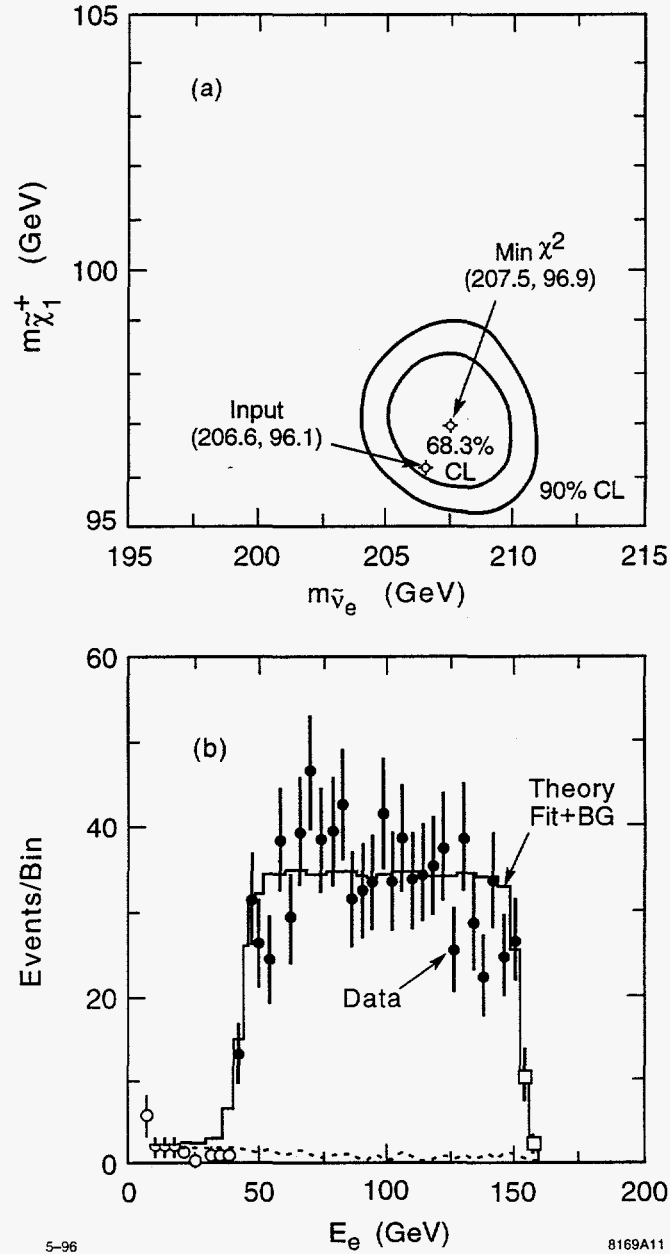 105
(a)
m χ̃₁⁺ (GeV)
100
Min χ²
(207.5, 96.9)
Input
(206.6, 96.1)
68.3%
CL
90% CL
95
195 200 205 210 215
m ν̃ₑ (GeV)
60
(b)
Theory
Fit+BG
40
Events/Bin
Data
20
0
0 50 100 150 200
Eₑ (GeV)
5–96
8169A11